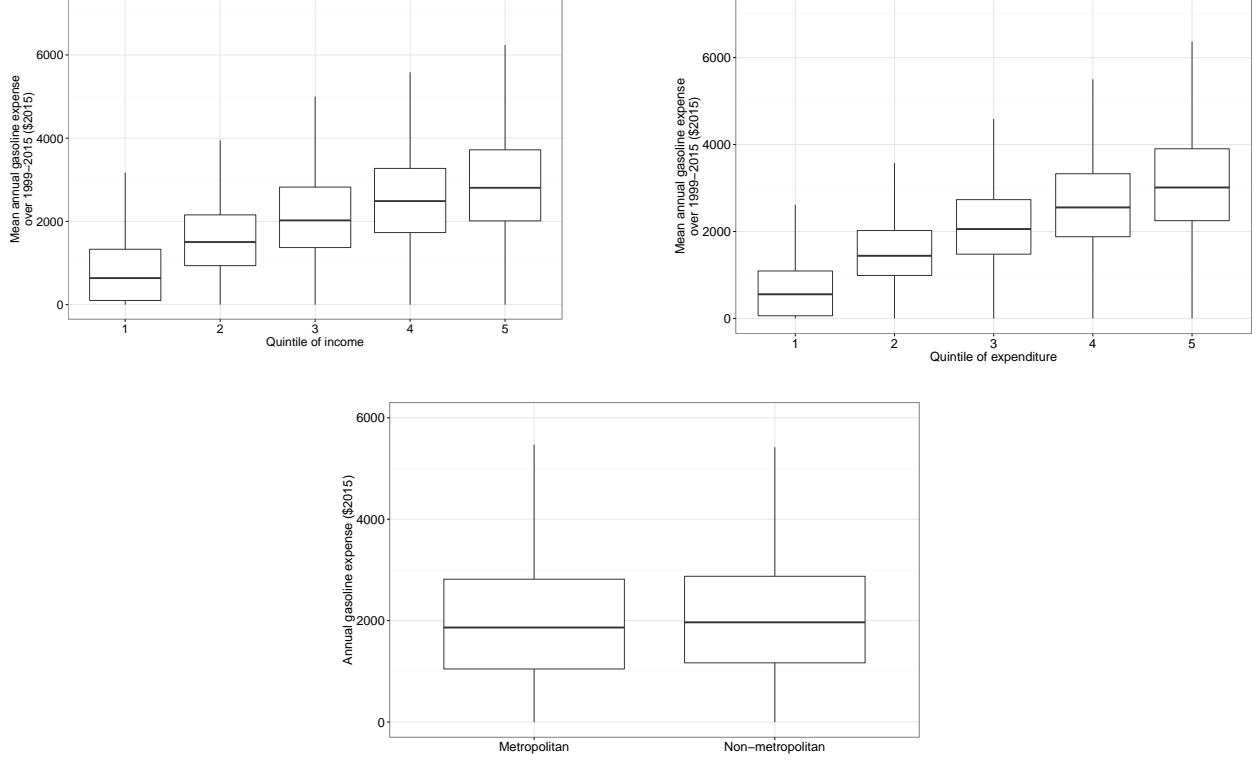 Mean annual gasoline expense
over 1999−2015 ($2015)
6000
4000
2000
0
1 2 3 4 5
Quintile of income
Mean annual gasoline expense
over 1999−2015 ($2015)
6000
4000
2000
0
1 2 3 4 5
Quintile of expenditure
Annual gasoline expense ($2015)
6000
4000
2000
0
Metropolitan Non−metropolitan